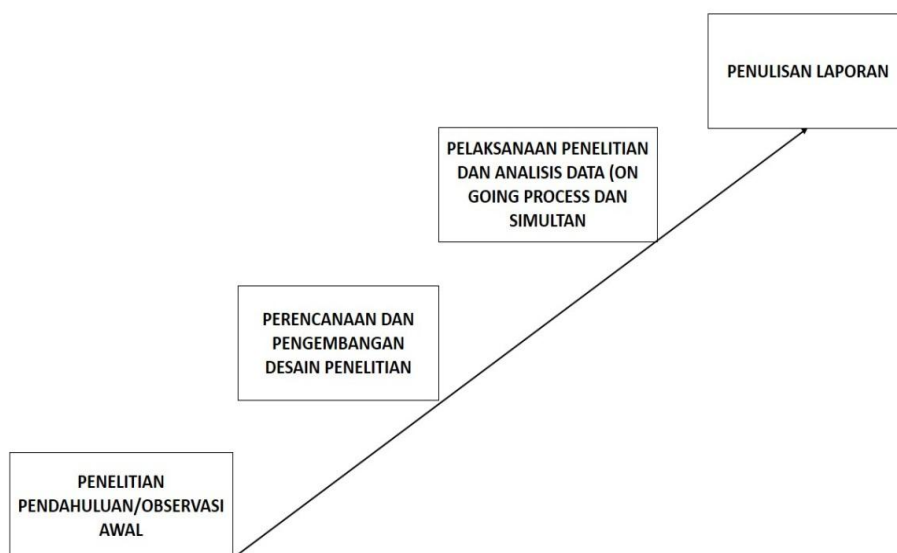 PENULISAN LAPORAN
PELAKSANAAN PENELITIAN
DAN ANALISIS DATA (ON
GOING PROCESS DAN
SIMULTAN
PERENCANAAN DAN
PENGEMBANGAN
DESAIN PENELITIAN
PENELITIAN
PENDAHULUAN/OBSERVASI
AWAL